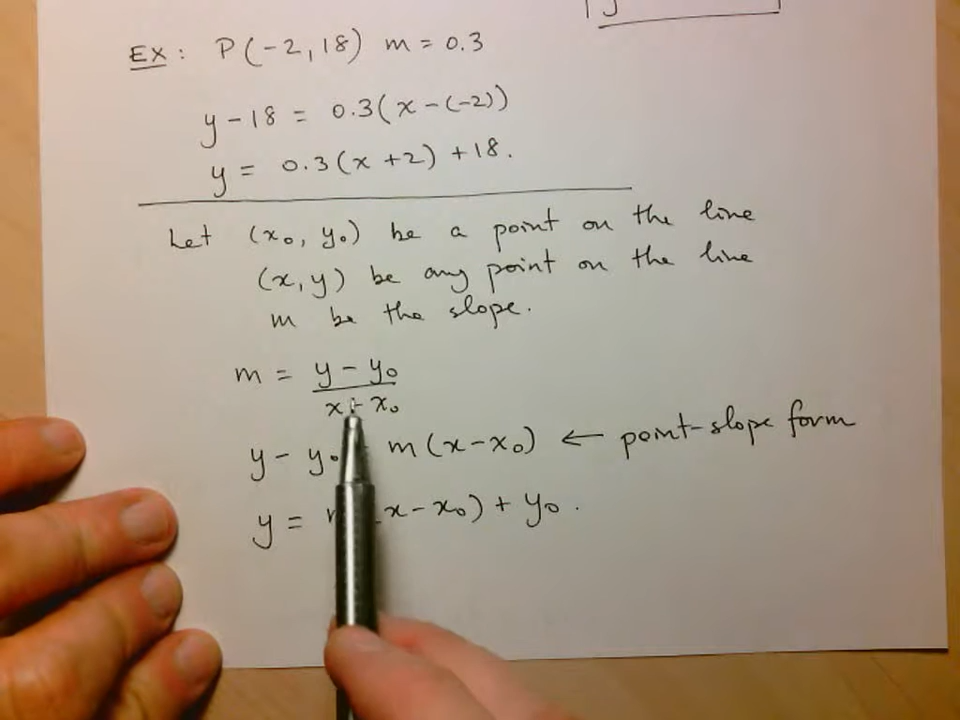 EX: P(-2, 18) m = 0.3
y - 18 = 0.3(x - (-2))
y = 0.3(x + 2) + 18.
Let (x₀, y₀) be a point on the line
(x, y) be any point on the line
m be the slope.
m = y - y₀
x - x₀
y - y₀ m(x - x₀) ← point-slope form
y = (x - x₀) + y₀.